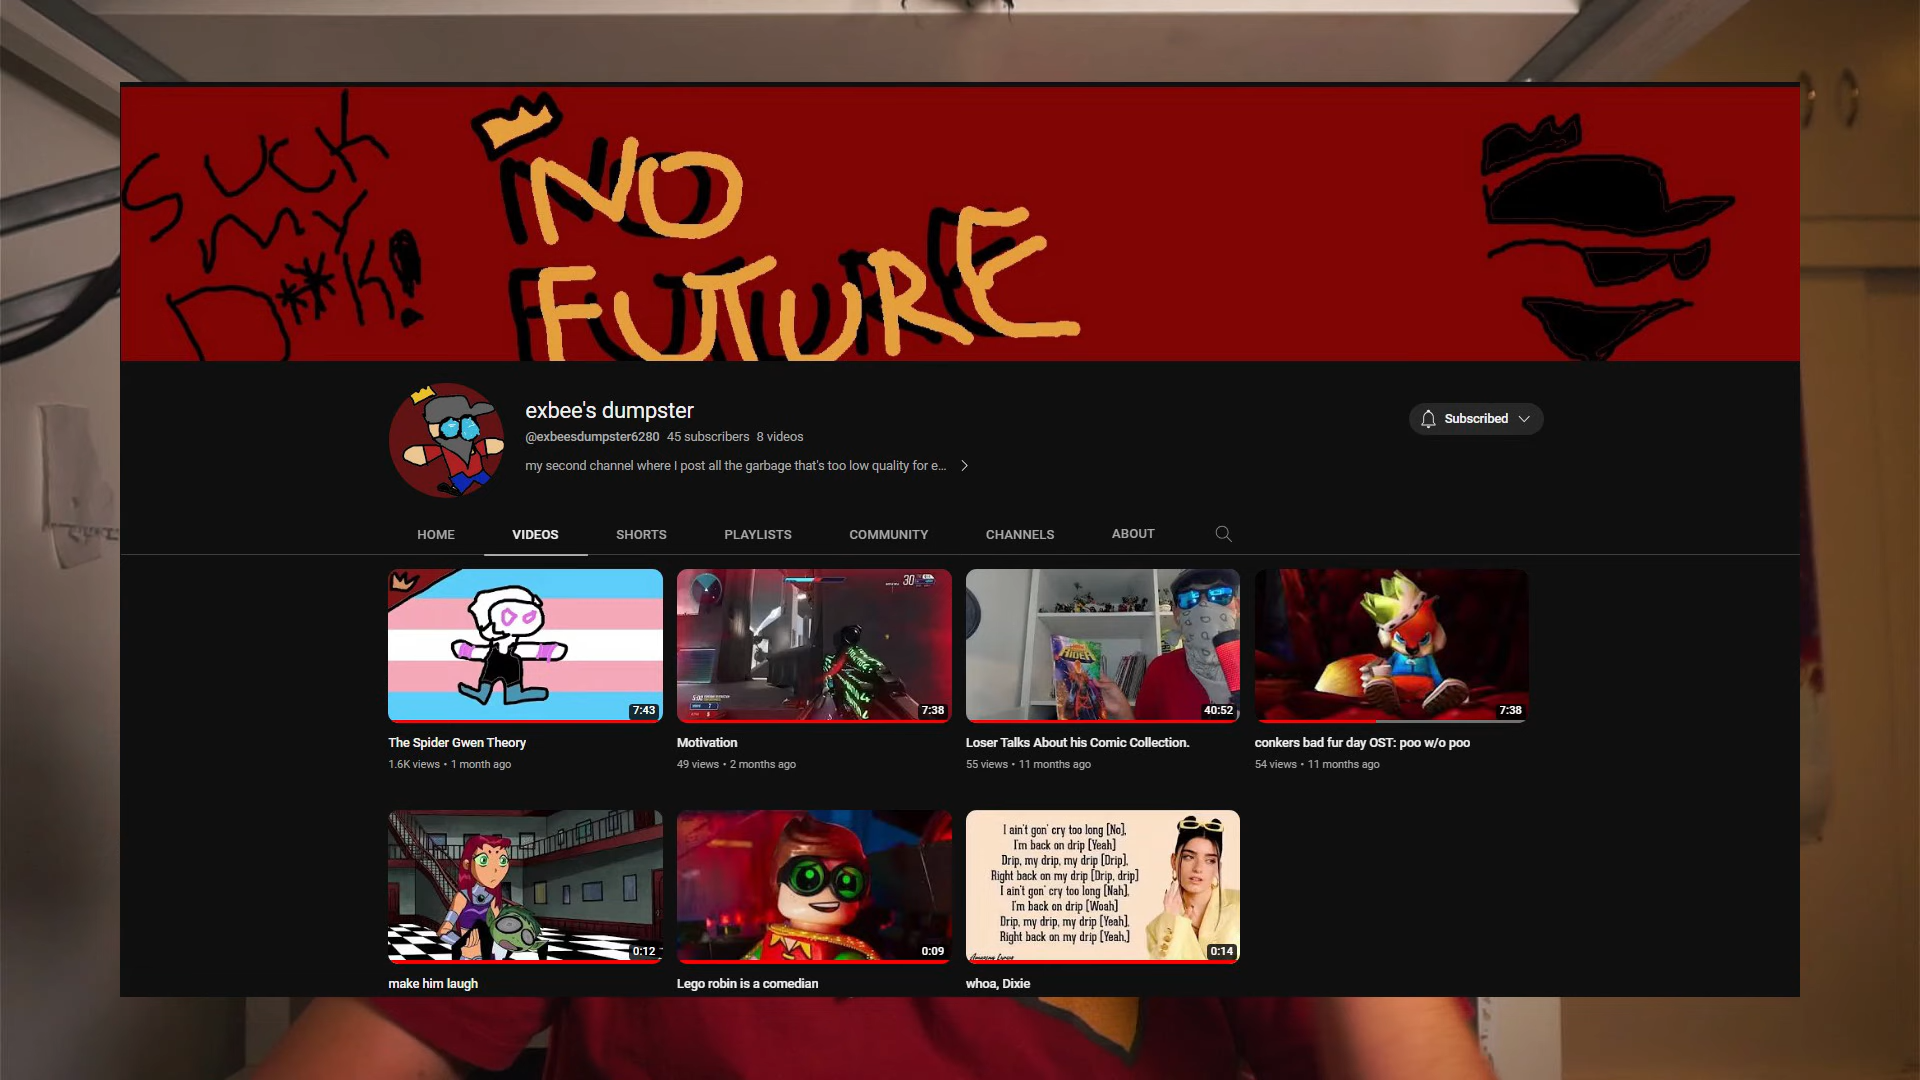 SUCK
MY
D**K!
NO
FUTURE
exbee's dumpster
@exbeesdumpster6280 45 subscribers 8 videos
my second channel where I post all the garbage that's too low quality for e...
Subscribed
HOME VIDEOS SHORTS PLAYLISTS COMMUNITY CHANNELS ABOUT
30
RIDER
7:43 7:38 40:52 7:38
The Spider Gwen Theory
1.6K views • 1 month ago
Motivation
49 views • 2 months ago
Loser Talks About his Comic Collection.
55 views • 11 months ago
conkers bad fur day OST: poo w/o poo
54 views • 11 months ago
I ain't gon' cry too long [No],
I'm back on drip [Yeah]
Drip, my drip, my drip [Drip],
Right back on my drip [Drip, drip]
I ain't gon' cry too long [Nah],
I'm back on drip [Woah]
Drip, my drip, my drip [Yeah],
Right back on my drip [Yeah,]
0:12 0:09 0:14
make him laugh
Lego robin is a comedian
whoa, Dixie